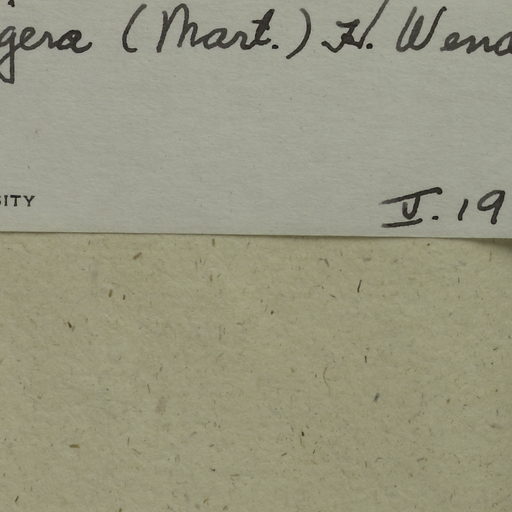 gera (Mart.) H. Wend
SITY
V. 19